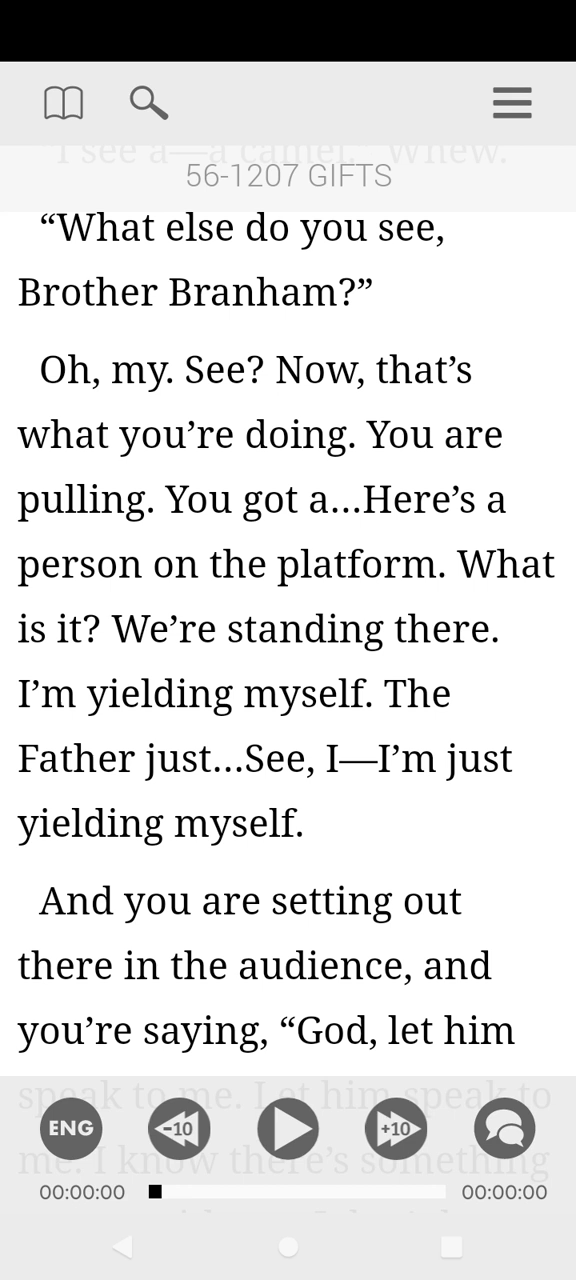 "I see a—a camel." Whew.
56-1207 GIFTS
“What else do you see,
Brother Branham?”
Oh, my. See? Now, that’s
what you’re doing. You are
pulling. You got a...Here’s a
person on the platform. What
is it? We’re standing there.
I’m yielding myself. The
Father just...See, I—I’m just
yielding myself.
And you are setting out
there in the audience, and
you’re saying, “God, let him
speak to me. Let him speak to
me. I know there’s something
ENG -10 +10
00:00:00 00:00:00